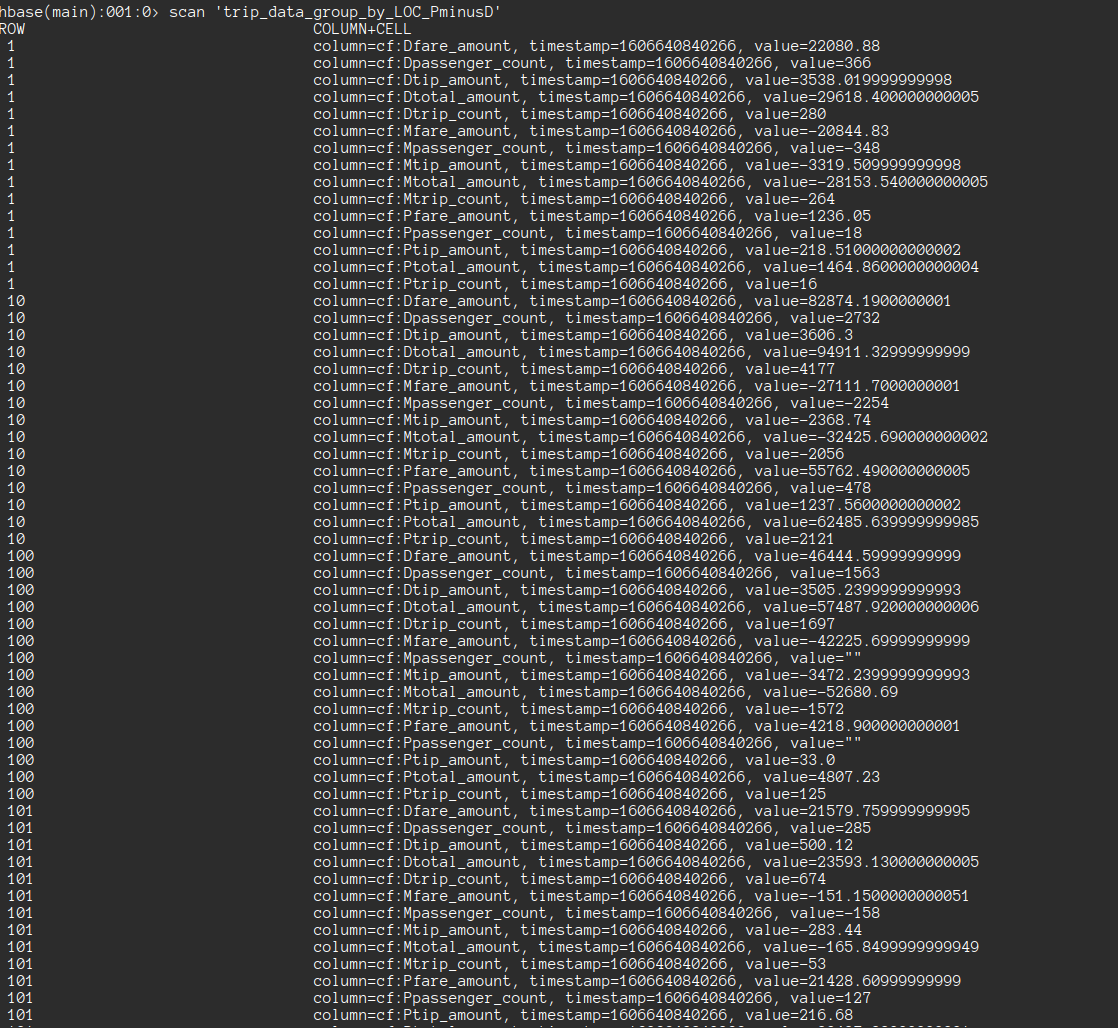 hbase(main):001:0> scan 'trip_data_group_by_LOC_PminusD'
ROW COLUMN+CELL
1 column=cf:Dfare_amount, timestamp=1606640840266, value=22080.88
1 column=cf:Dpassenger_count, timestamp=1606640840266, value=366
1 column=cf:Dtip_amount, timestamp=1606640840266, value=3538.019999999998
1 column=cf:Dtotal_amount, timestamp=1606640840266, value=29618.400000000005
1 column=cf:Dtrip_count, timestamp=1606640840266, value=280
1 column=cf:Mfare_amount, timestamp=1606640840266, value=-20844.83
1 column=cf:Mpassenger_count, timestamp=1606640840266, value=-348
1 column=cf:Mtip_amount, timestamp=1606640840266, value=-3319.509999999998
1 column=cf:Mtotal_amount, timestamp=1606640840266, value=-28153.540000000005
1 column=cf:Mtrip_count, timestamp=1606640840266, value=-264
1 column=cf:Pfare_amount, timestamp=1606640840266, value=1236.05
1 column=cf:Ppassenger_count, timestamp=1606640840266, value=18
1 column=cf:Ptip_amount, timestamp=1606640840266, value=218.51000000000002
1 column=cf:Ptotal_amount, timestamp=1606640840266, value=1464.8600000000004
1 column=cf:Ptrip_count, timestamp=1606640840266, value=16
10 column=cf:Dfare_amount, timestamp=1606640840266, value=82874.1900000001
10 column=cf:Dpassenger_count, timestamp=1606640840266, value=2732
10 column=cf:Dtip_amount, timestamp=1606640840266, value=3606.3
10 column=cf:Dtotal_amount, timestamp=1606640840266, value=94911.32999999999
10 column=cf:Dtrip_count, timestamp=1606640840266, value=4177
10 column=cf:Mfare_amount, timestamp=1606640840266, value=-27111.7000000001
10 column=cf:Mpassenger_count, timestamp=1606640840266, value=-2254
10 column=cf:Mtip_amount, timestamp=1606640840266, value=-2368.74
10 column=cf:Mtotal_amount, timestamp=1606640840266, value=-32425.690000000002
10 column=cf:Mtrip_count, timestamp=1606640840266, value=-2056
10 column=cf:Pfare_amount, timestamp=1606640840266, value=55762.490000000005
10 column=cf:Ppassenger_count, timestamp=1606640840266, value=478
10 column=cf:Ptip_amount, timestamp=1606640840266, value=1237.5600000000002
10 column=cf:Ptotal_amount, timestamp=1606640840266, value=62485.639999999985
10 column=cf:Ptrip_count, timestamp=1606640840266, value=2121
100 column=cf:Dfare_amount, timestamp=1606640840266, value=46444.59999999999
100 column=cf:Dpassenger_count, timestamp=1606640840266, value=1563
100 column=cf:Dtip_amount, timestamp=1606640840266, value=3505.2399999999993
100 column=cf:Dtotal_amount, timestamp=1606640840266, value=57487.920000000006
100 column=cf:Dtrip_count, timestamp=1606640840266, value=1697
100 column=cf:Mfare_amount, timestamp=1606640840266, value=-42225.69999999999
100 column=cf:Mpassenger_count, timestamp=1606640840266, value=""
100 column=cf:Mtip_amount, timestamp=1606640840266, value=-3472.2399999999993
100 column=cf:Mtotal_amount, timestamp=1606640840266, value=-52680.69
100 column=cf:Mtrip_count, timestamp=1606640840266, value=-1572
100 column=cf:Pfare_amount, timestamp=1606640840266, value=4218.900000000001
100 column=cf:Ppassenger_count, timestamp=1606640840266, value=""
100 column=cf:Ptip_amount, timestamp=1606640840266, value=33.0
100 column=cf:Ptotal_amount, timestamp=1606640840266, value=4807.23
100 column=cf:Ptrip_count, timestamp=1606640840266, value=125
101 column=cf:Dfare_amount, timestamp=1606640840266, value=21579.759999999995
101 column=cf:Dpassenger_count, timestamp=1606640840266, value=285
101 column=cf:Dtip_amount, timestamp=1606640840266, value=500.12
101 column=cf:Dtotal_amount, timestamp=1606640840266, value=23593.130000000005
101 column=cf:Dtrip_count, timestamp=1606640840266, value=674
101 column=cf:Mfare_amount, timestamp=1606640840266, value=-151.1500000000051
101 column=cf:Mpassenger_count, timestamp=1606640840266, value=-158
101 column=cf:Mtip_amount, timestamp=1606640840266, value=-283.44
101 column=cf:Mtotal_amount, timestamp=1606640840266, value=-165.8499999999949
101 column=cf:Mtrip_count, timestamp=1606640840266, value=-53
101 column=cf:Pfare_amount, timestamp=1606640840266, value=21428.60999999999
101 column=cf:Ppassenger_count, timestamp=1606640840266, value=127
101 column=cf:Ptip_amount, timestamp=1606640840266, value=216.68